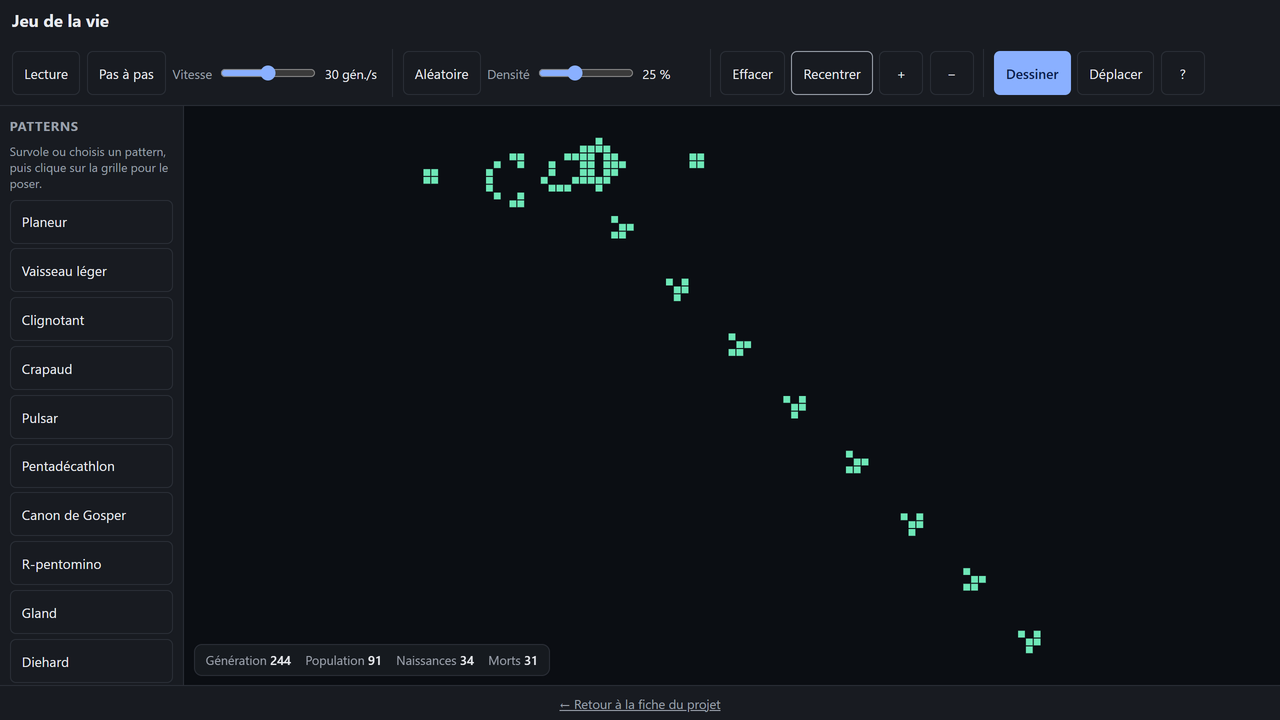 Jeu de la vie
Lecture Pas à pas Vitesse 30 gén./s Aléatoire Densité 25 % Effacer Recentrer + − Dessiner Déplacer ?
PATTERNS
Survole ou choisis un pattern,
puis clique sur la grille pour le
poser.
Planeur
Vaisseau léger
Clignotant
Crapaud
Pulsar
Pentadécathlon
Canon de Gosper
R-pentomino
Gland
Diehard
Génération 244 Population 91 Naissances 34 Morts 31
← Retour à la fiche du projet